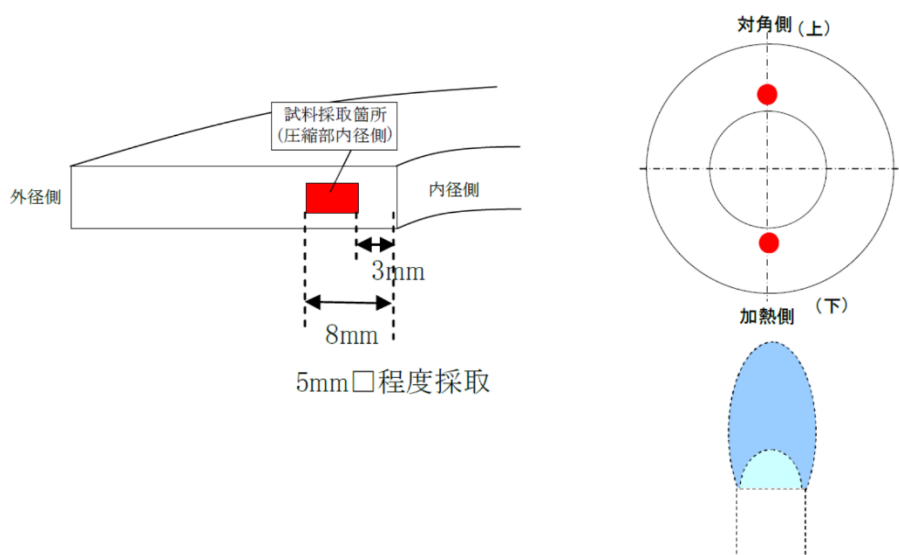 試料採取箇所
(圧縮部内径側)
外径側
内径側
3mm
8mm
5mm□程度採取
対角側(上)
加熱側
(下)